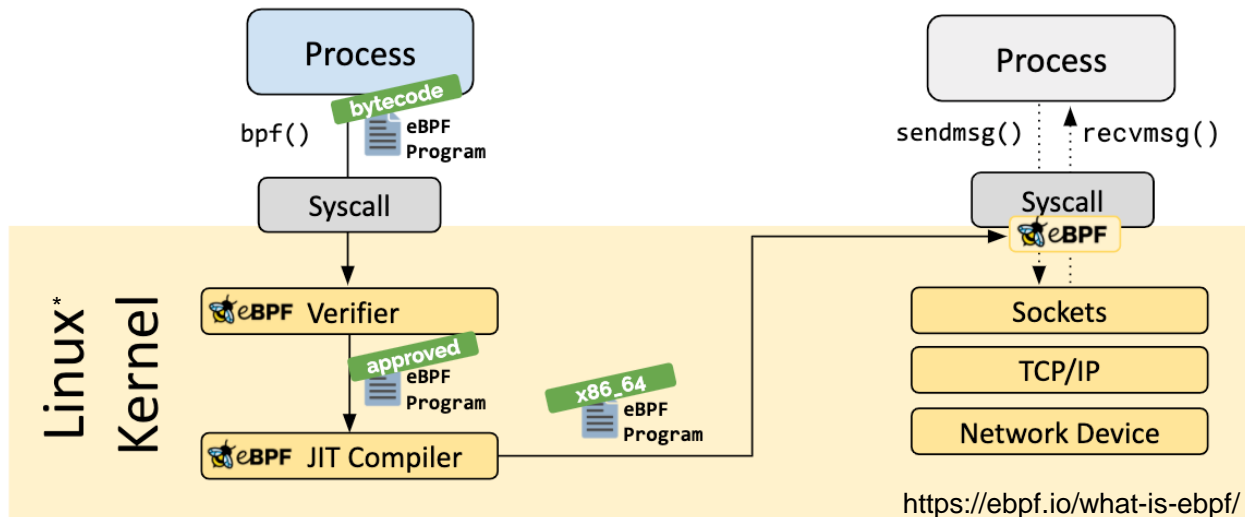 Process
bytecode
bpf()
eBPF
Program
Syscall
Process
sendmsg()
recvmsg()
Syscall
eBPF
Linux*
Kernel
eBPF Verifier
approved
eBPF
Program
eBPF JIT Compiler
x86_64
eBPF
Program
Sockets
TCP/IP
Network Device
https://ebpf.io/what-is-ebpf/